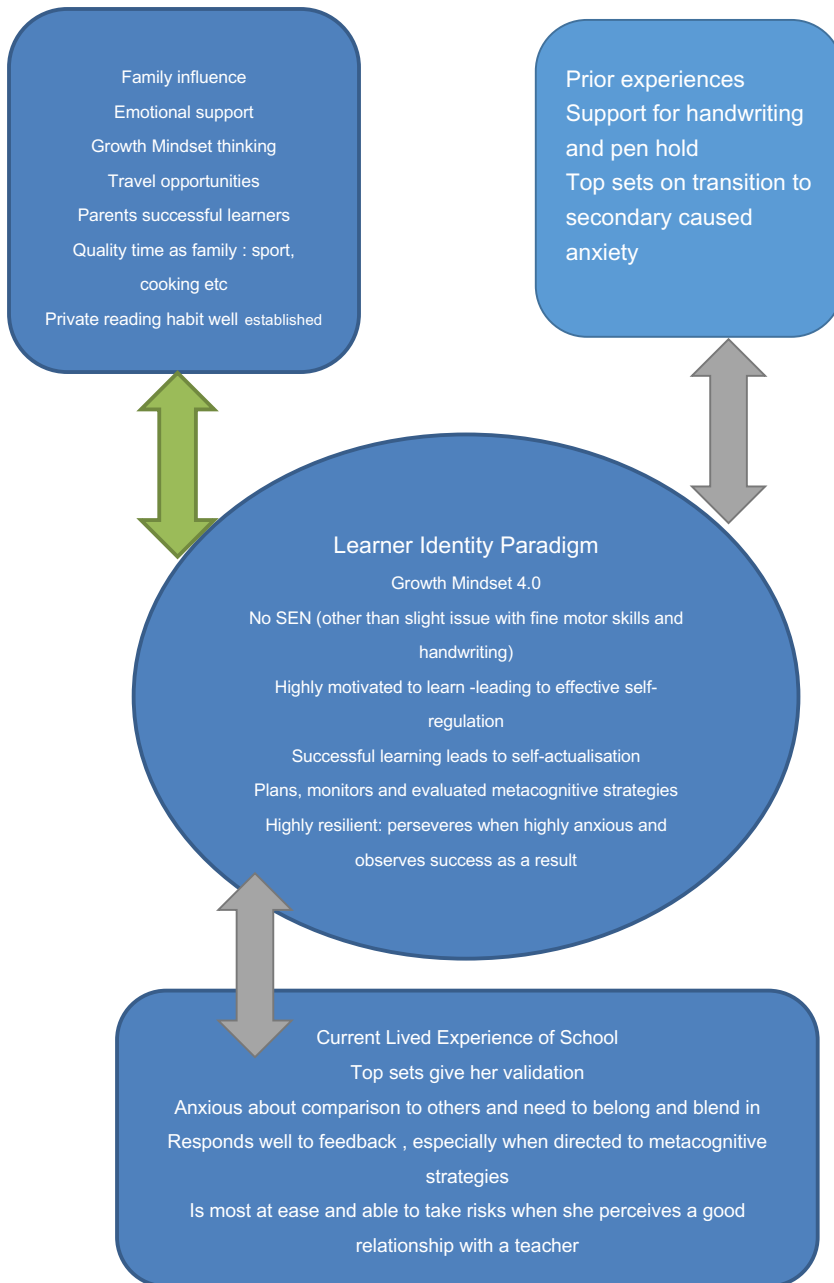 Family influence
Emotional support
Growth Mindset thinking
Travel opportunities
Parents successful learners
Quality time as family : sport,
cooking etc
Private reading habit well established
Prior experiences
Support for handwriting
and pen hold
Top sets on transition to
secondary caused
anxiety
Learner Identity Paradigm
Growth Mindset 4.0
No SEN (other than slight issue with fine motor skills and
handwriting)
Highly motivated to learn -leading to effective self-
regulation
Successful learning leads to self-actualisation
Plans, monitors and evaluated metacognitive strategies
Highly resilient: perseveres when highly anxious and
observes success as a result
Current Lived Experience of School
Top sets give her validation
Anxious about comparison to others and need to belong and blend in
Responds well to feedback , especially when directed to metacognitive
strategies
Is most at ease and able to take risks when she perceives a good
relationship with a teacher